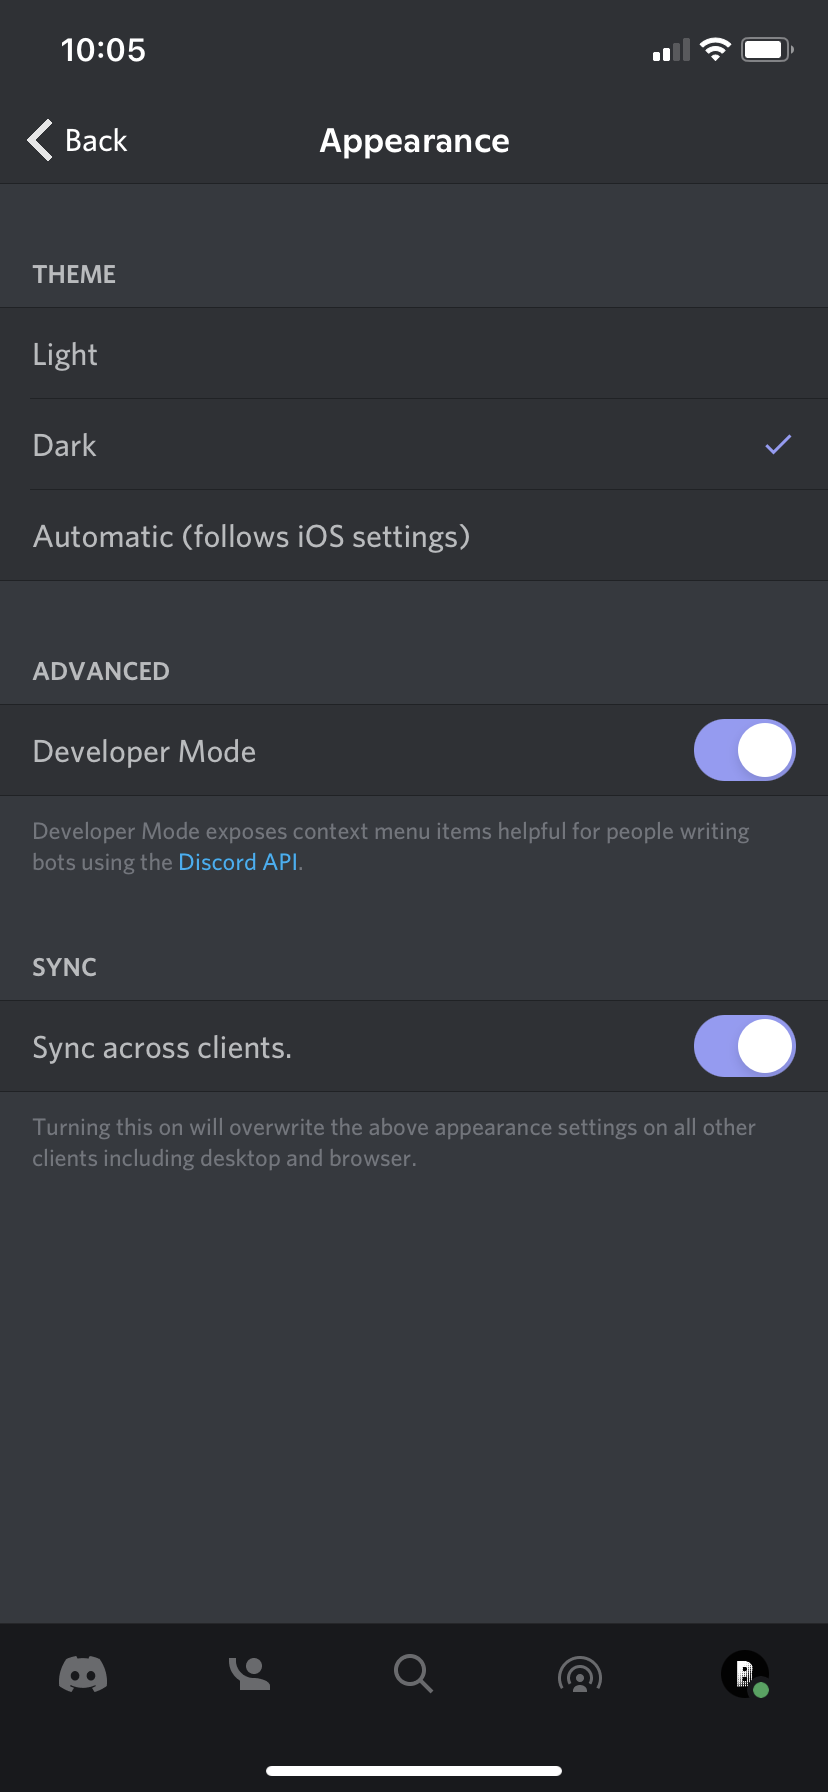 10:05
Back
Appearance
THEME
Light
Dark
Automatic (follows iOS settings)
ADVANCED
Developer Mode
Developer Mode exposes context menu items helpful for people writing
bots using the Discord API.
SYNC
Sync across clients.
Turning this on will overwrite the above appearance settings on all other
clients including desktop and browser.